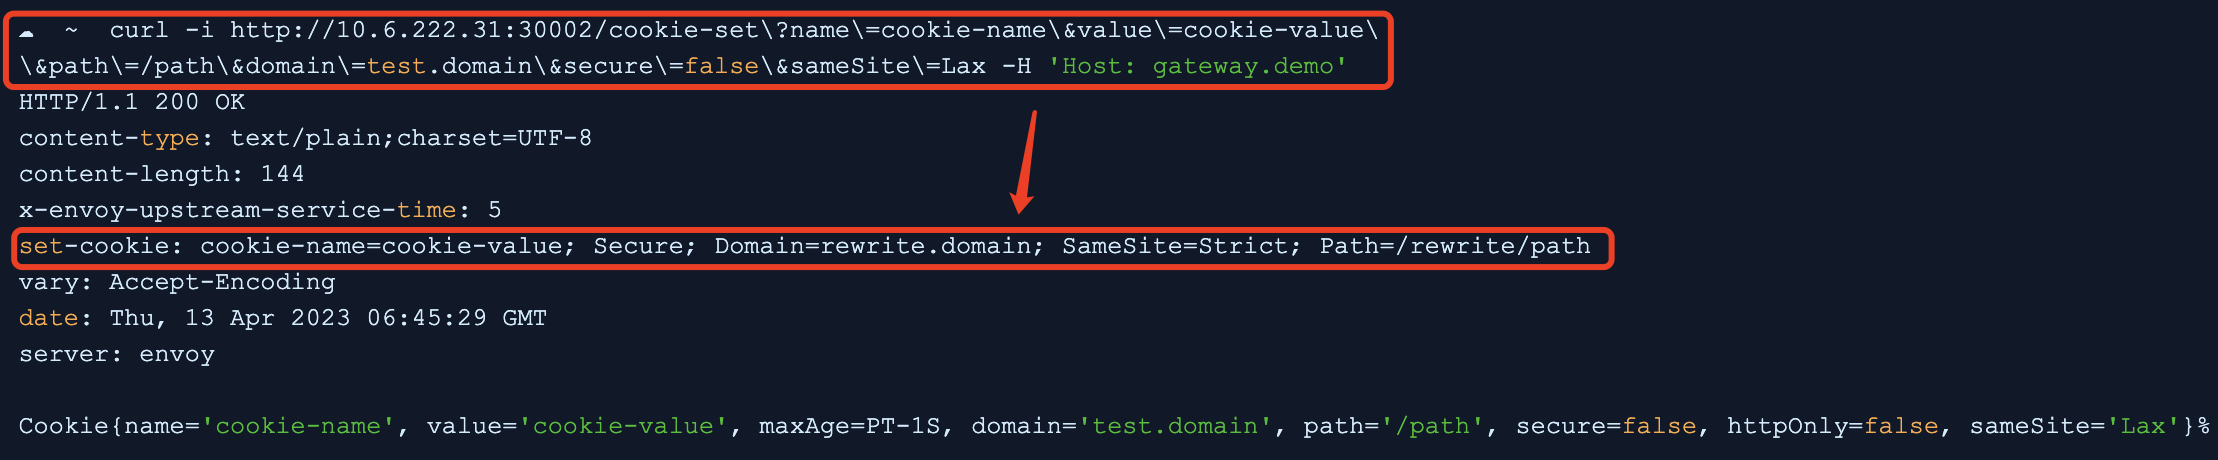 ☁  ~  curl -i http://10.6.222.31:30002/cookie-set\?name\=cookie-name\&value\=cookie-value\
\&path\=/path\&domain\=test.domain\&secure\=false\&sameSite\=Lax -H 'Host: gateway.demo'
HTTP/1.1 200 OK
content-type: text/plain;charset=UTF-8
content-length: 144
x-envoy-upstream-service-time: 5
set-cookie: cookie-name=cookie-value; Secure; Domain=rewrite.domain; SameSite=Strict; Path=/rewrite/path
vary: Accept-Encoding
date: Thu, 13 Apr 2023 06:45:29 GMT
server: envoy
Cookie{name='cookie-name', value='cookie-value', maxAge=PT-1S, domain='test.domain', path='/path', secure=false, httpOnly=false, sameSite='Lax'}%